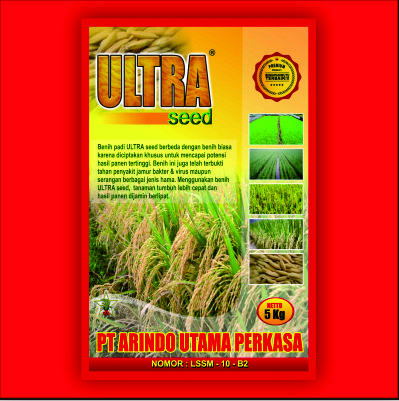 ULTRA®
seed
PREMIUM
Benih padi ULTRA seed berbeda dengan benih biasa
karena diciptakan khusus untuk mencapai potensi
hasil panen tertinggi. Benih ini juga telah terbukti
tahan penyakit jamur bakter & virus maupun
serangan berbagai jenis hama. Menggunakan benih
ULTRA seed, tanaman tumbuh lebih cepat dan
hasil panen dijamin berlipat.
NETTO
5 Kg
PT ARINDO UTAMA PERKASA
NOMOR : LSSM - 10 - B2